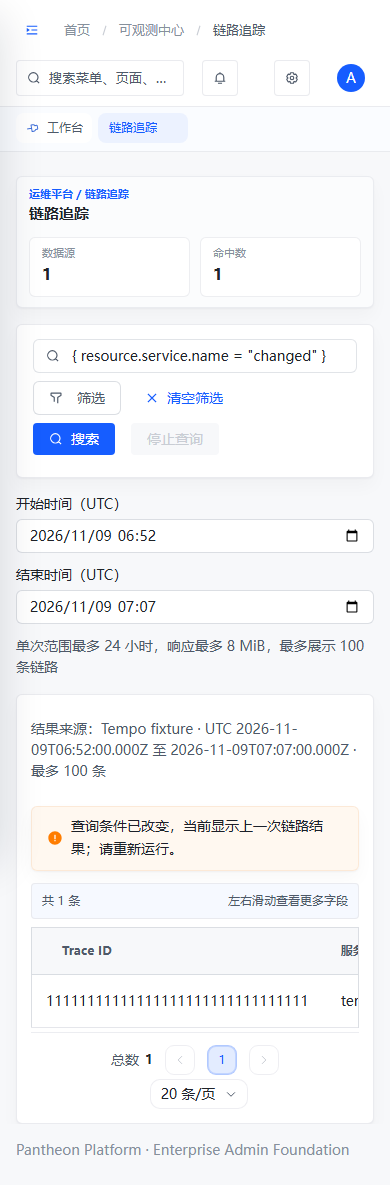 首页 / 可观测中心 / 链路追踪
搜索菜单、页面、...
A
工作台 链路追踪
运维平台 / 链路追踪
链路追踪
数据源 命中数
1 1
{ resource.service.name = "changed" }
筛选 清空筛选
搜索 停止查询
开始时间（UTC）
2026/11/09 06:52
结束时间（UTC）
2026/11/09 07:07
单次范围最多 24 小时，响应最多 8 MiB，最多展示 100
条链路
结果来源：Tempo fixture · UTC 2026-11-
09T06:52:00.000Z 至 2026-11-09T07:07:00.000Z ·
最多 100 条
查询条件已改变，当前显示上一次链路结
果；请重新运行。
共 1 条 左右滑动查看更多字段
Trace ID
11111111111111111111111111111111 ter
总数 1 1
20 条/页
Pantheon Platform · Enterprise Admin Foundation